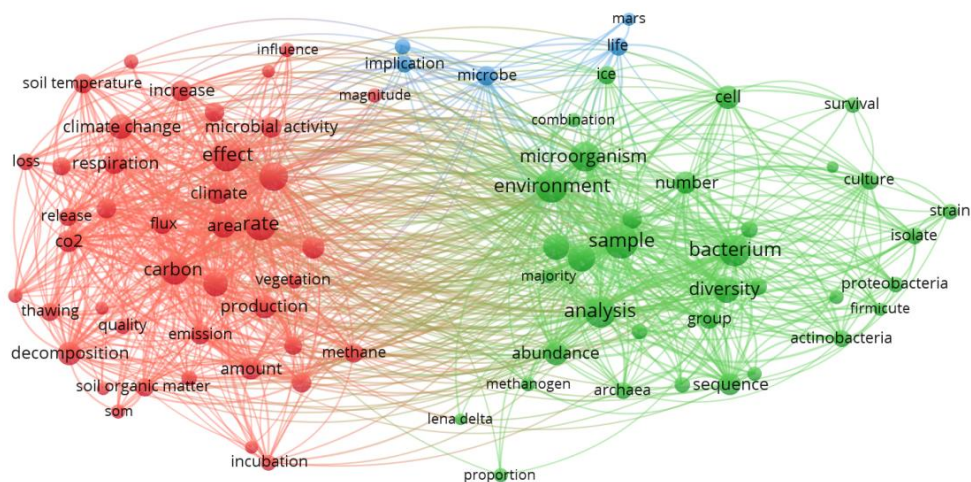 mars
influence
life
implication
soil temperature
microbe
ice
increase
magnitude
cell
survival
combination
climate change
microbial activity
effect
microorganism
loss
respiration
environment
number
culture
climate
release
flux
area
rate
strain
co2
sample
isolate
bacterium
carbon
vegetation
majority
proteobacteria
diversity
thawing
production
analysis
firmicute
quality
emission
group
actinobacteria
decomposition
methane
abundance
amount
soil organic matter
methanogen
archaea
sequence
som
lena delta
incubation
proportion